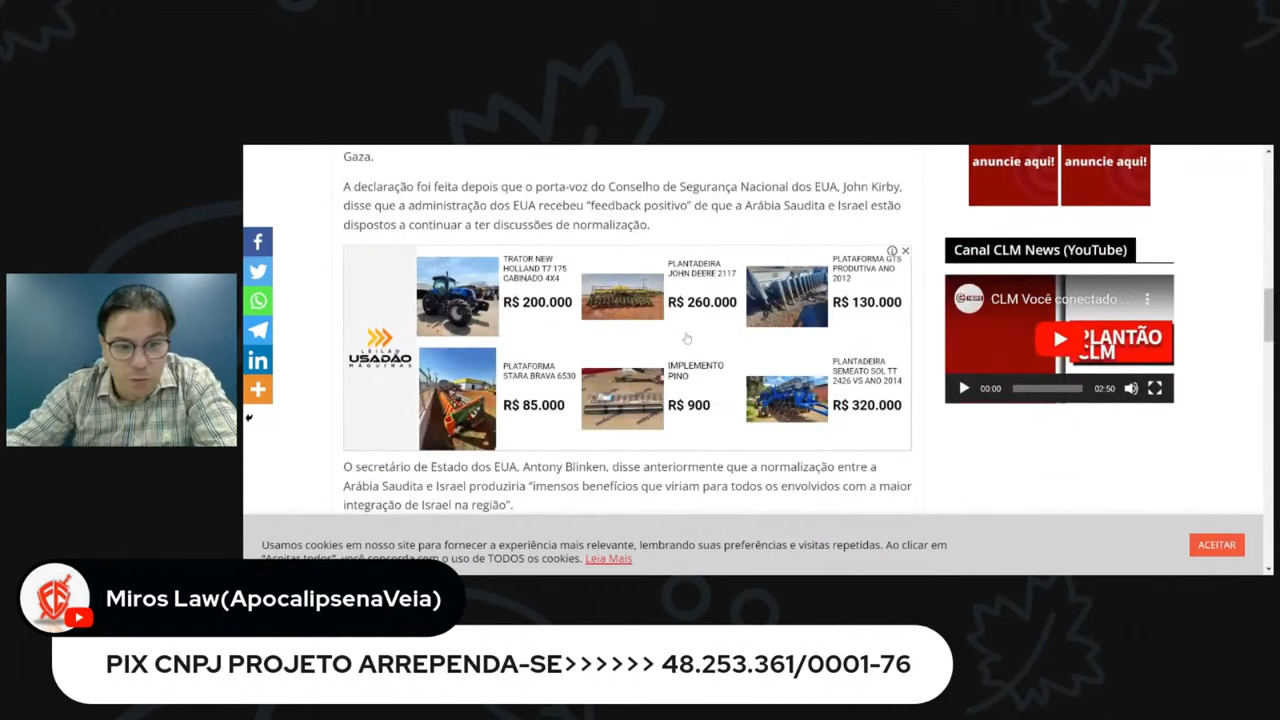 Gaza.
A declaração foi feita depois que o porta-voz do Conselho de Segurança Nacional dos EUA, John Kirby,
disse que a administração dos EUA recebeu “feedback positivo” de que a Arábia Saudita e Israel estão
dispostos a continuar a ter discussões de normalização.
LEILÃO
USADÃO
MÁQUINAS
TRATOR NEW
HOLLAND T7 175
CABINADO 4X4
R$ 200.000
PLANTADEIRA
JOHN DEERE 2117
R$ 260.000
PLATAFORMA GTS
PRODUTIVA ANO
2012
R$ 130.000
PLATAFORMA
STARA BRAVA 6530
R$ 85.000
IMPLEMENTO
PINO
R$ 900
PLANTADEIRA
SEMEATO SOL TT
2426 VS ANO 2014
R$ 320.000
O secretário de Estado dos EUA, Antony Blinken, disse anteriormente que a normalização entre a
Arábia Saudita e Israel produziria “imensos benefícios que viriam para todos os envolvidos com a maior
integração de Israel na região”.
anuncie aqui!
anuncie aqui!
Canal CLM News (YouTube)
CLM Você conectado ...
PLANTÃO
CLM
00:00
02:50
Usamos cookies em nosso site para fornecer a experiência mais relevante, lembrando suas preferências e visitas repetidas. Ao clicar em
“Aceitar todos”, você concorda com o uso de TODOS os cookies. Leia Mais
ACEITAR
Miros Law(ApocalipsenaVeia)
PIX CNPJ PROJETO ARREPENDA-SE>>>>>> 48.253.361/0001-76